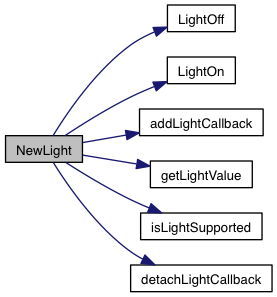 LightOff
LightOn
addLightCallback
NewLight
getLightValue
isLightSupported
detachLightCallback